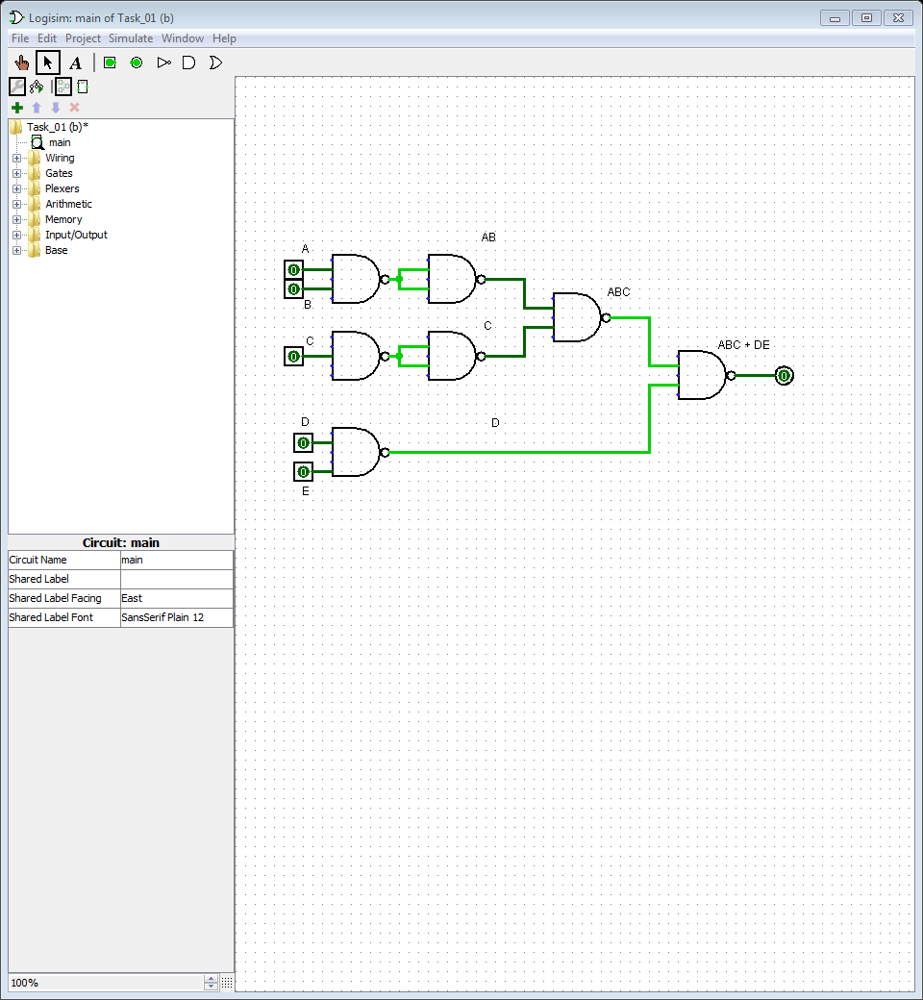 Logisim: main of Task_01 (b)
File Edit Project Simulate Window Help
A
Task_01 (b)*
main
Wiring
Gates
Plexers
Arithmetic
Memory
Input/Output
Base
Circuit: main
Circuit Name main
Shared Label
Shared Label Facing East
Shared Label Font SansSerif Plain 12
100%
A
AB
0
0
B
ABC
C
C
0
ABC + DE
0
D
D
0
0
E